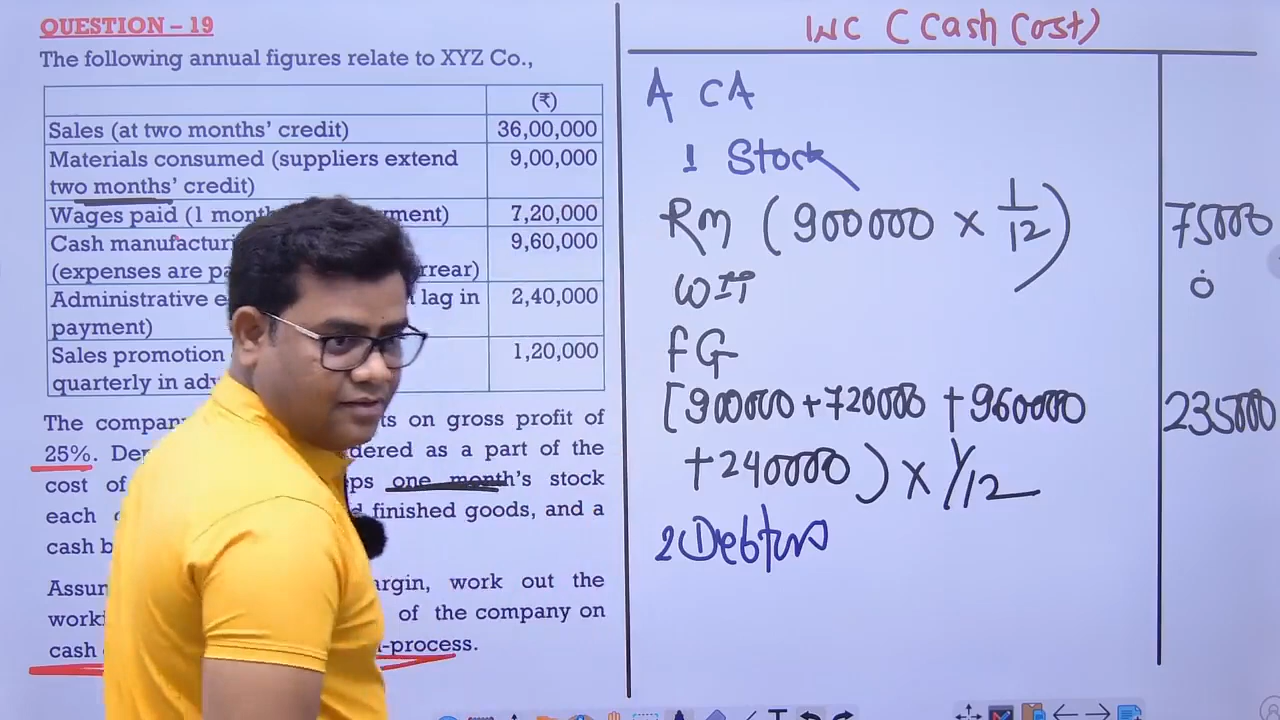 QUESTION – 19
The following annual figures relate to XYZ Co.,
(₹)
Sales (at two months' credit) 36,00,000
Materials consumed (suppliers extend two months' credit) 9,00,000
Wages paid (1 month ment) 7,20,000
Cash manufacturi (expenses are pa rrear) 9,60,000
Administrative e lag in payment) 2,40,000
Sales promotion quarterly in adv 1,20,000
The compan ts on gross profit of
25%. Dep dered as a part of the
cost of ps one month's stock
each d finished goods, and a
cash b
Assum argin, work out the
worki of the company on
cash -process.
WC (Cash Cost)
A CA
1 Stock
RM (900000 × 1/12) 75000
WIP 0
FG
[900000+720000 +960000 235000
+240000) × 1/12
2 Debtors